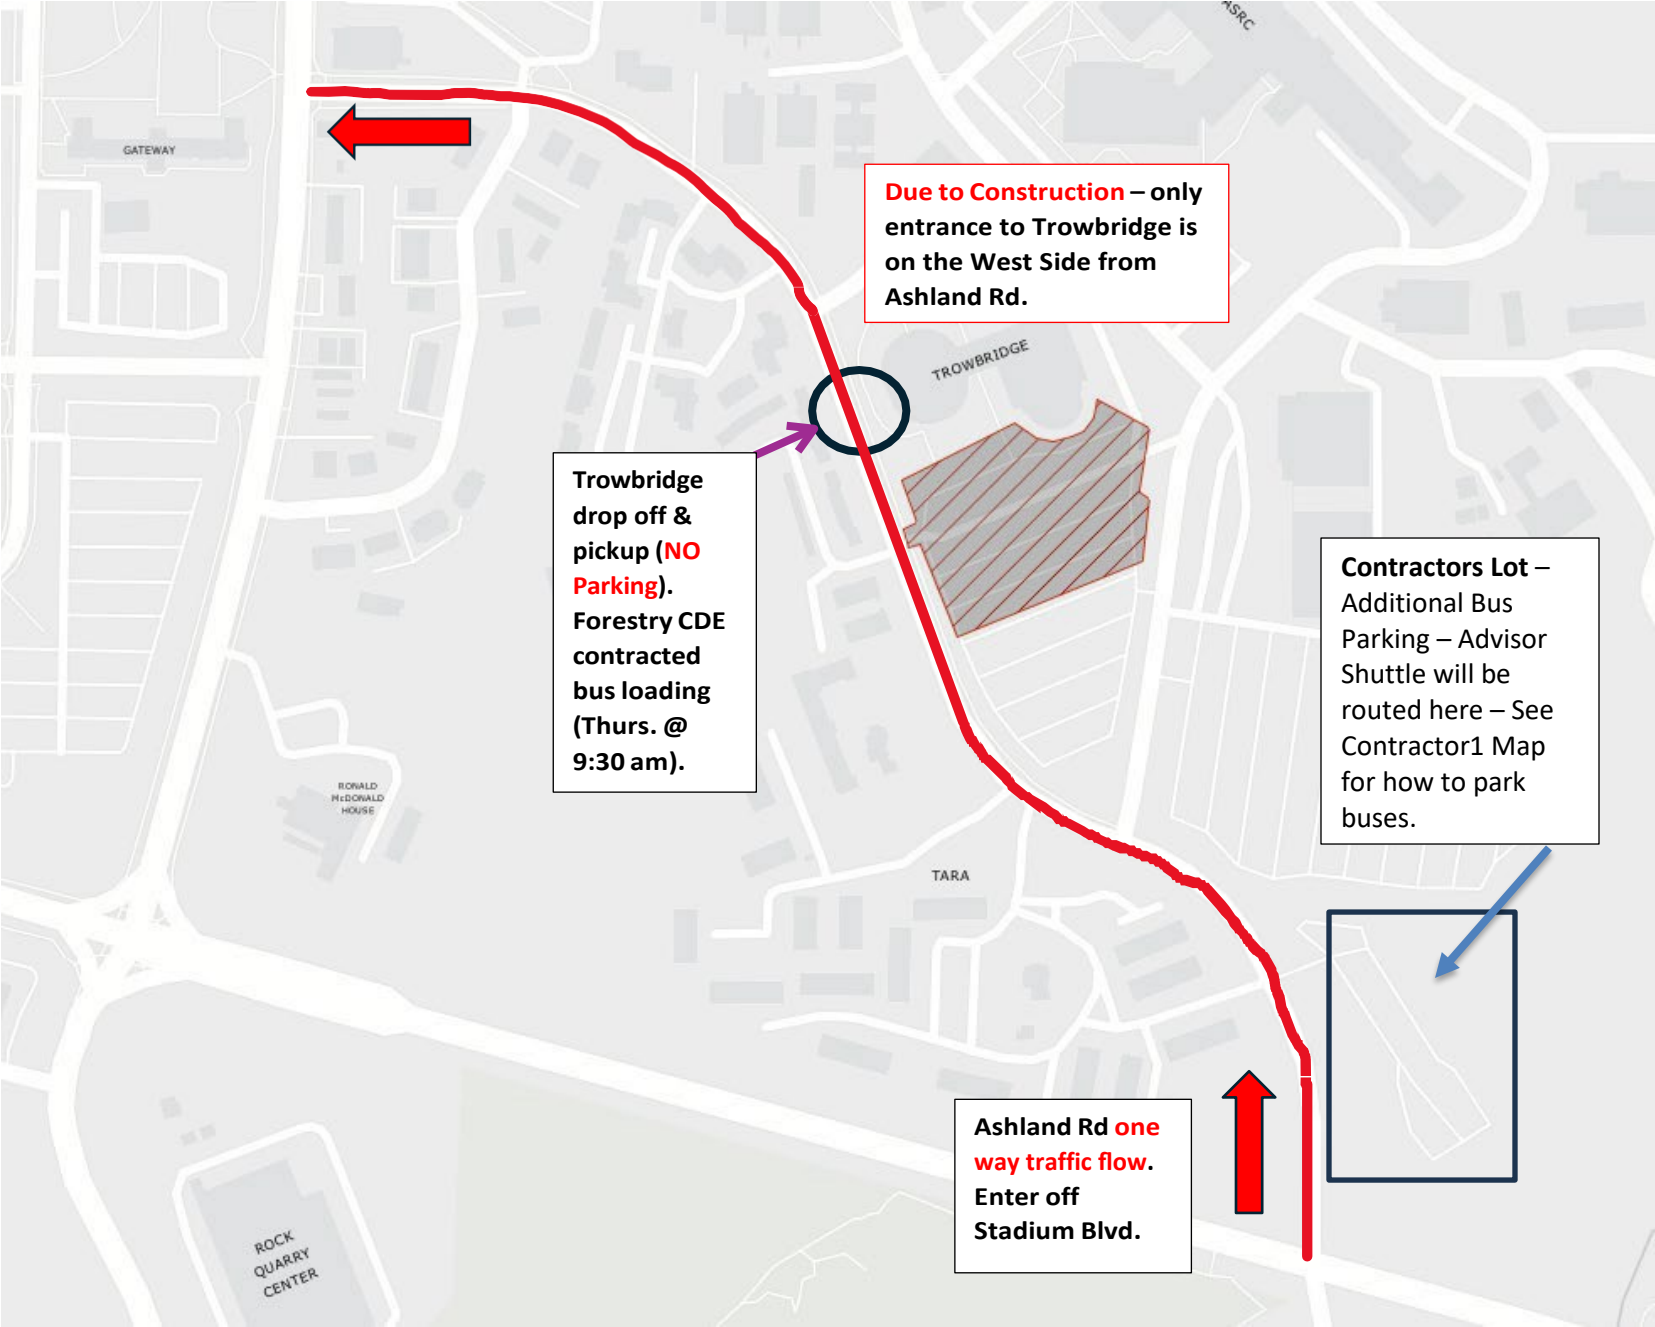 ASRC
GATEWAY
Due to Construction – only
entrance to Trowbridge is
on the West Side from
Ashland Rd.
TROWBRIDGE
Trowbridge
drop off &
pickup (NO
Parking).
Forestry CDE
contracted
bus loading
(Thurs. @
9:30 am).
Contractors Lot –
Additional Bus
Parking – Advisor
Shuttle will be
routed here – See
Contractor1 Map
for how to park
buses.
RONALD
McDONALD
HOUSE
TARA
Ashland Rd one
way traffic flow.
Enter off
Stadium Blvd.
ROCK
QUARRY
CENTER